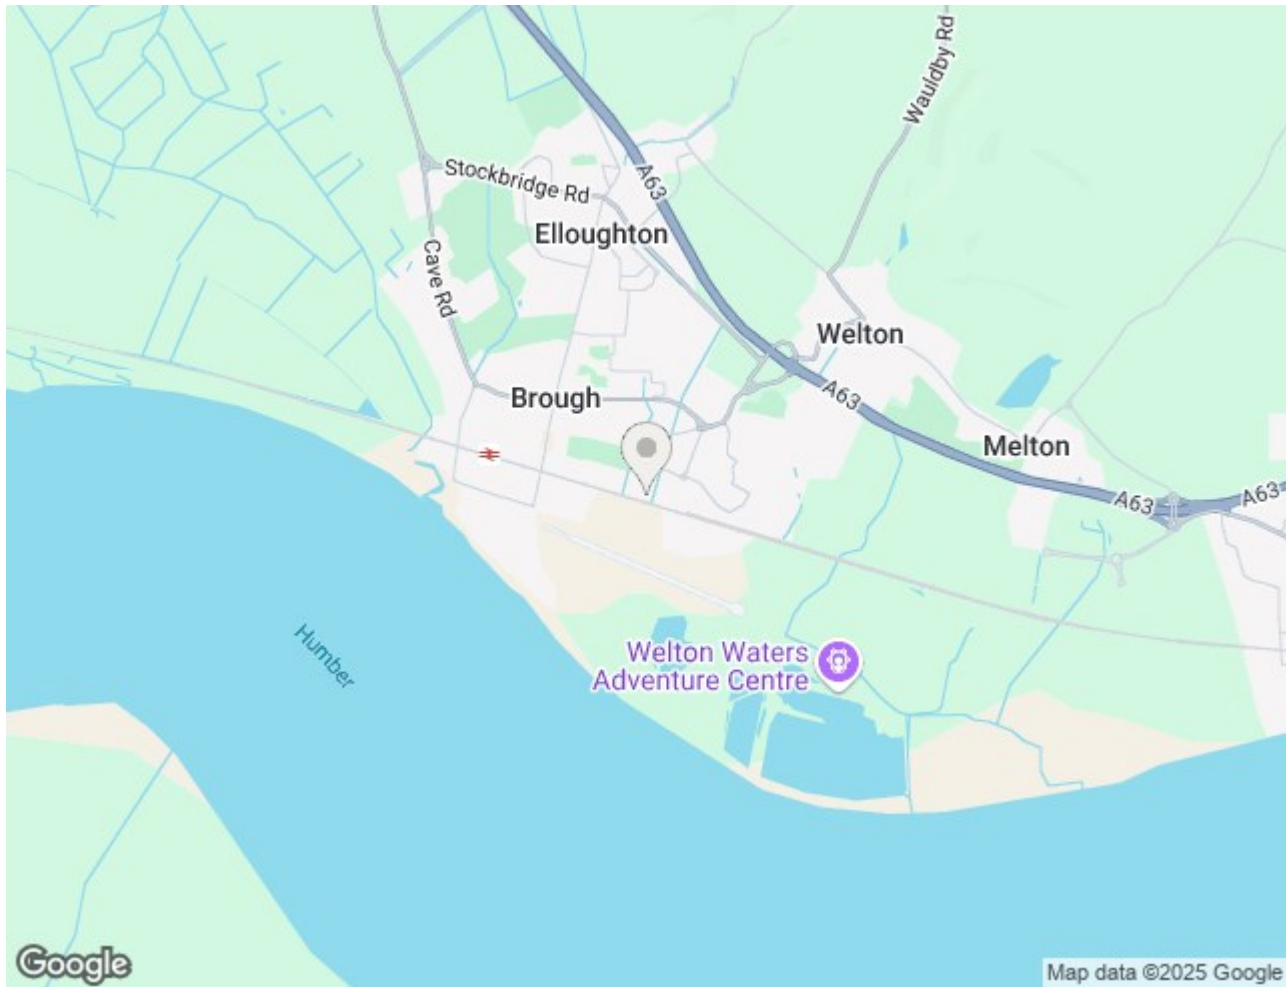 Wauldby Rd
Stockbridge Rd
A63
Elloughton
Cave Rd
Welton
A63
Brough
Melton
A63
A63
Humber
Welton Waters
Adventure Centre
Google
Map data ©2025 Google